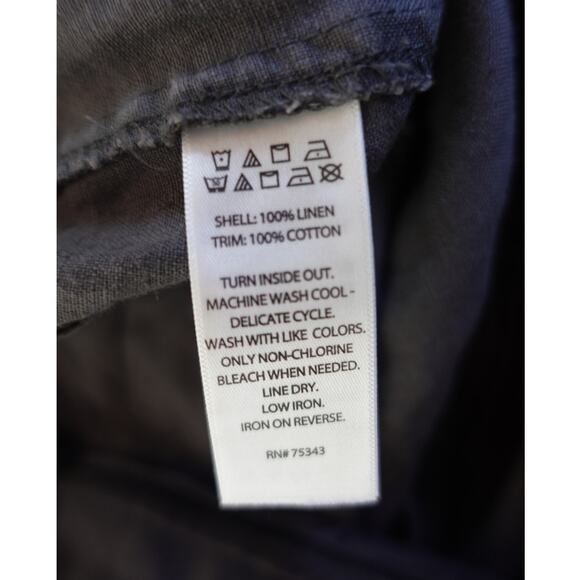 SHELL: 100% LINEN
TRIM: 100% COTTON
TURN INSIDE OUT.
MACHINE WASH COOL -
DELICATE CYCLE.
WASH WITH LIKE COLORS.
ONLY NON-CHLORINE
BLEACH WHEN NEEDED.
LINE DRY.
LOW IRON.
IRON ON REVERSE.
RN# 75343